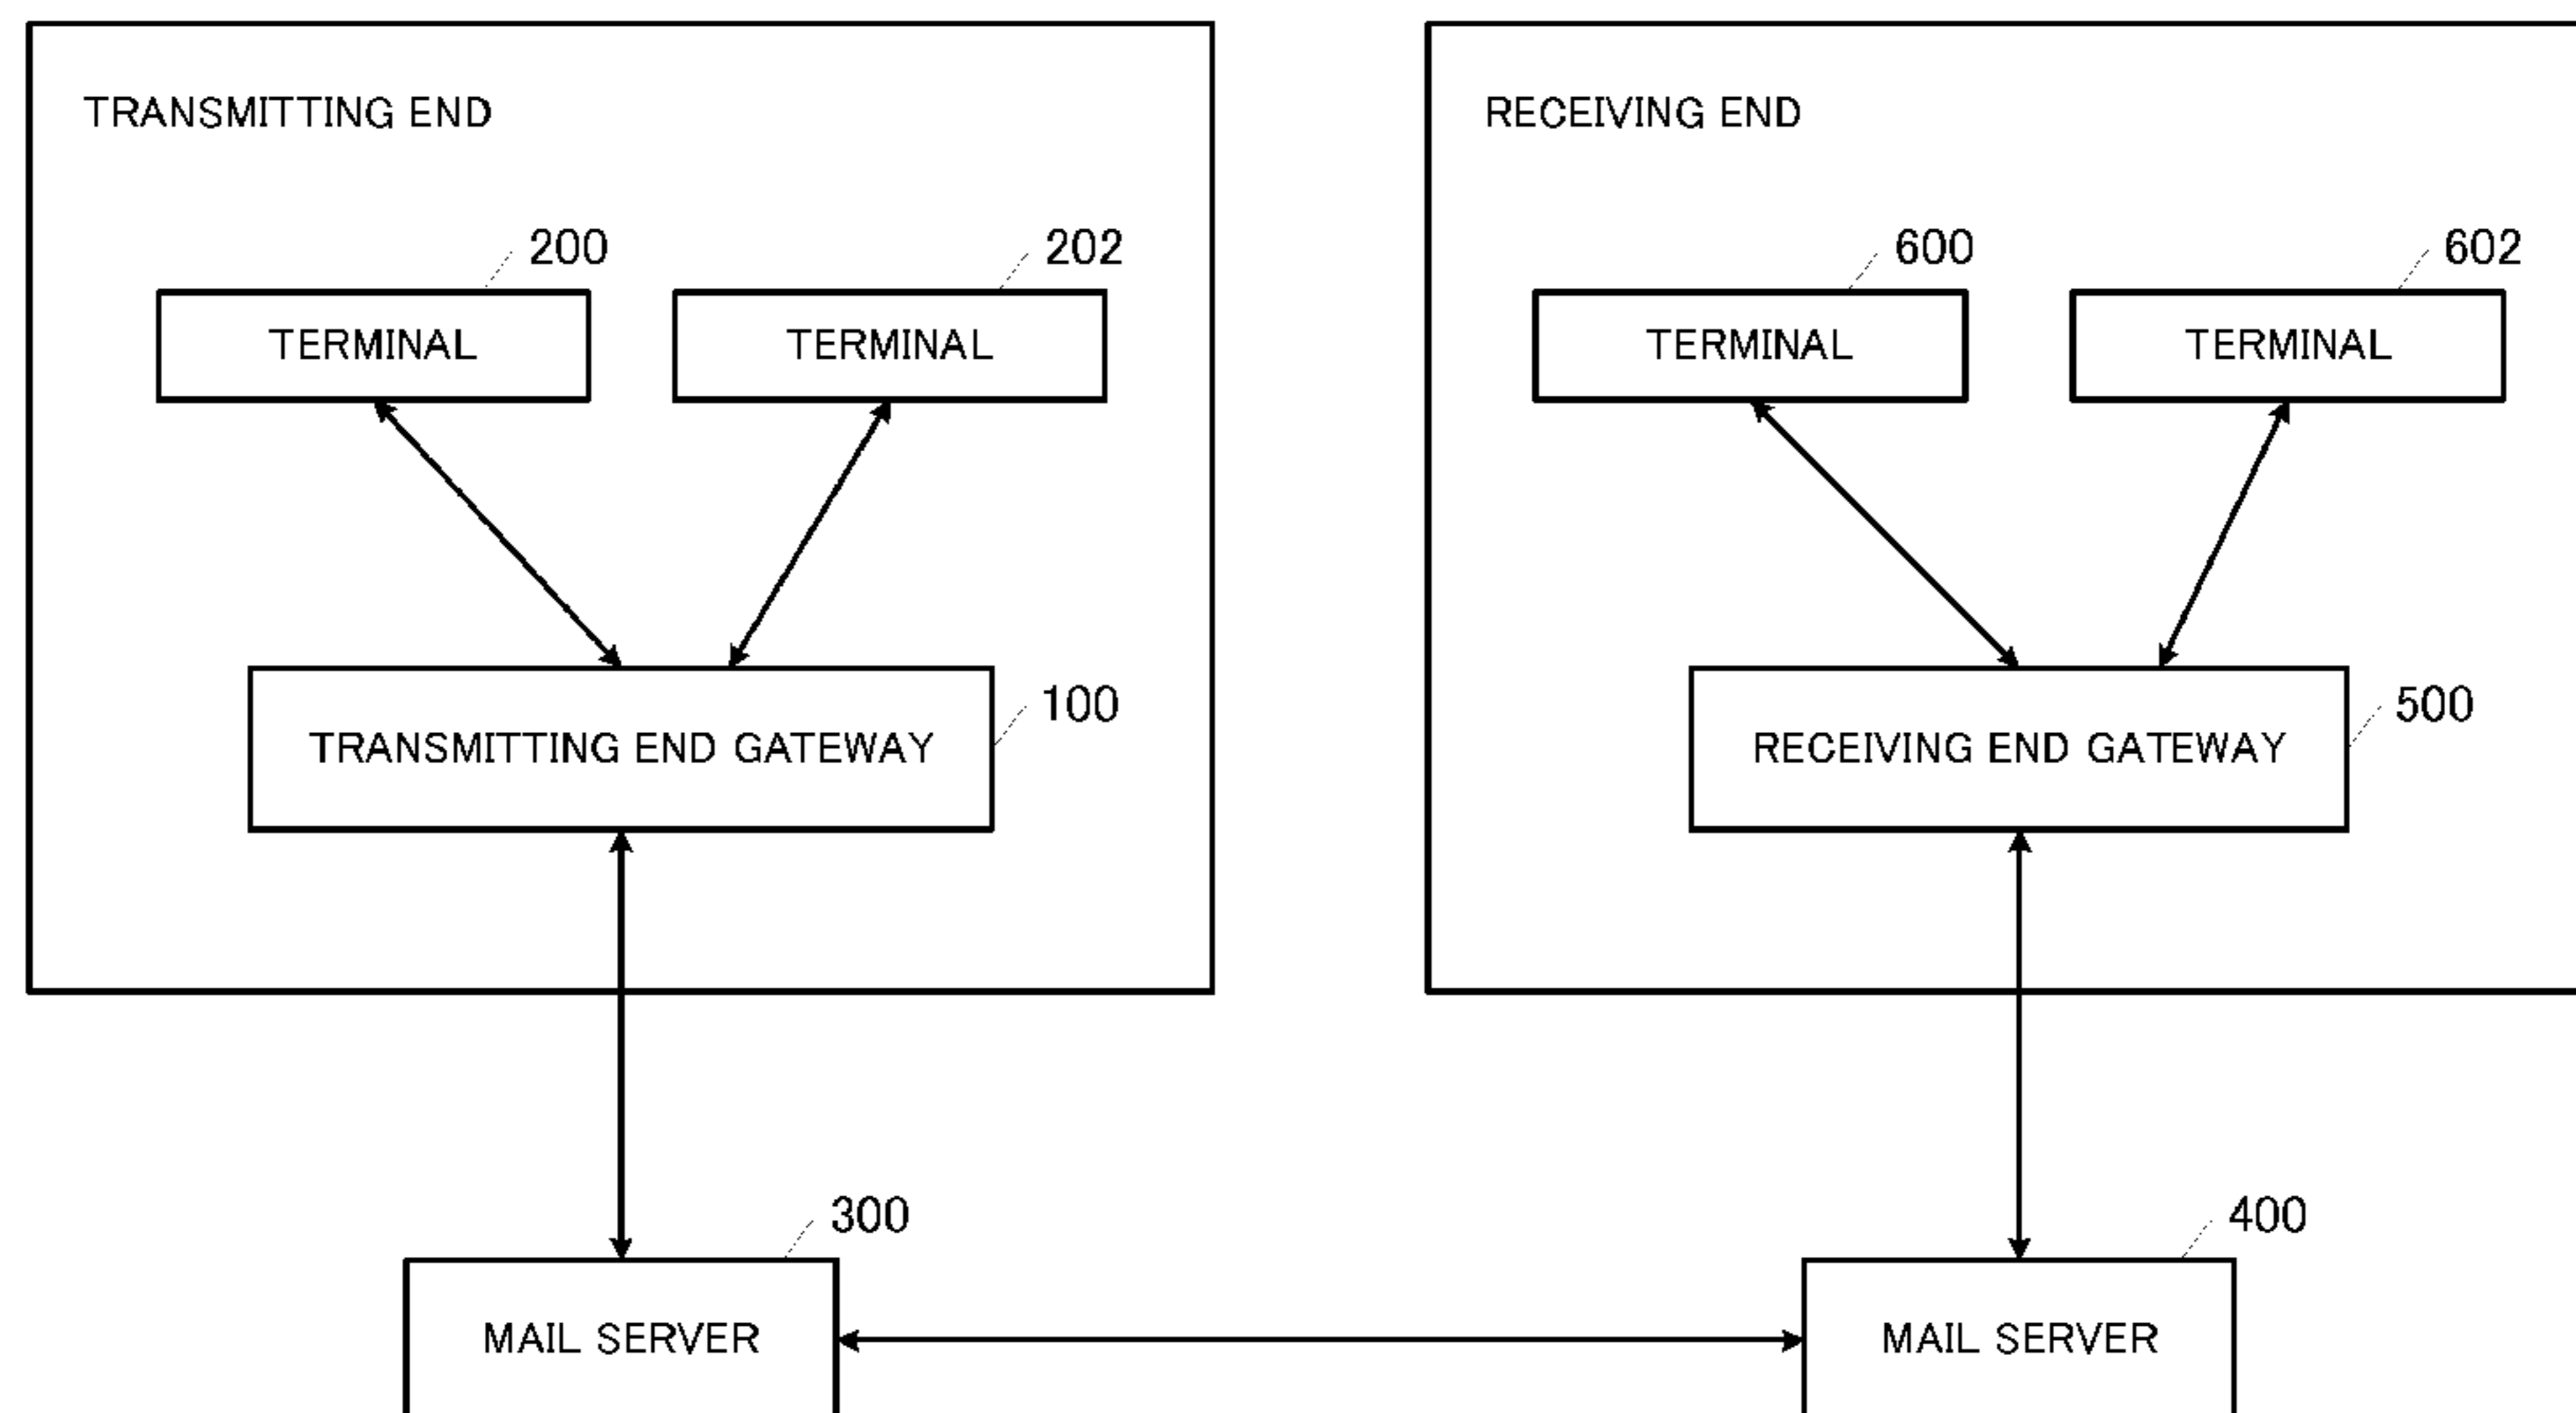 TRANSMITTING END
200
202
TERMINAL
TERMINAL
100
TRANSMITTING END GATEWAY
RECEIVING END
600
602
TERMINAL
TERMINAL
500
RECEIVING END GATEWAY
300
MAIL SERVER
400
MAIL SERVER